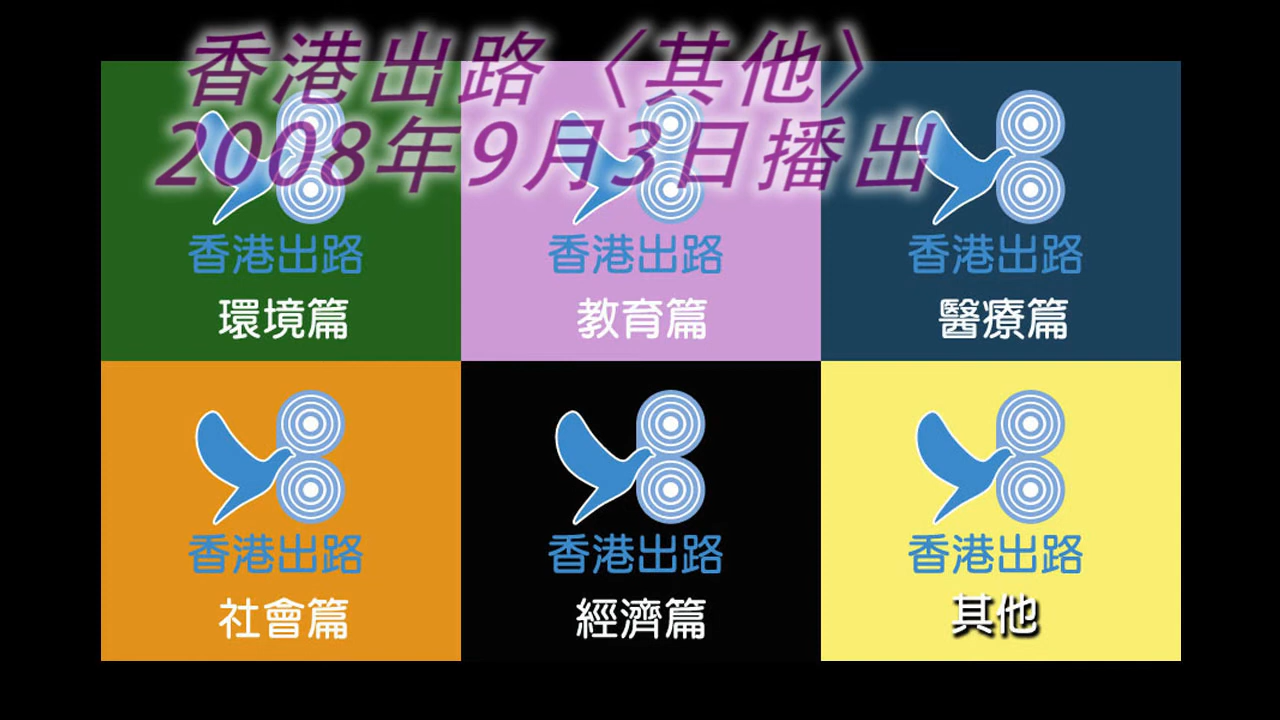 香港出路〈其他〉
2008年9月3日播出
香港出路
環境篇
香港出路
教育篇
香港出路
醫療篇
香港出路
社會篇
香港出路
經濟篇
香港出路
其他